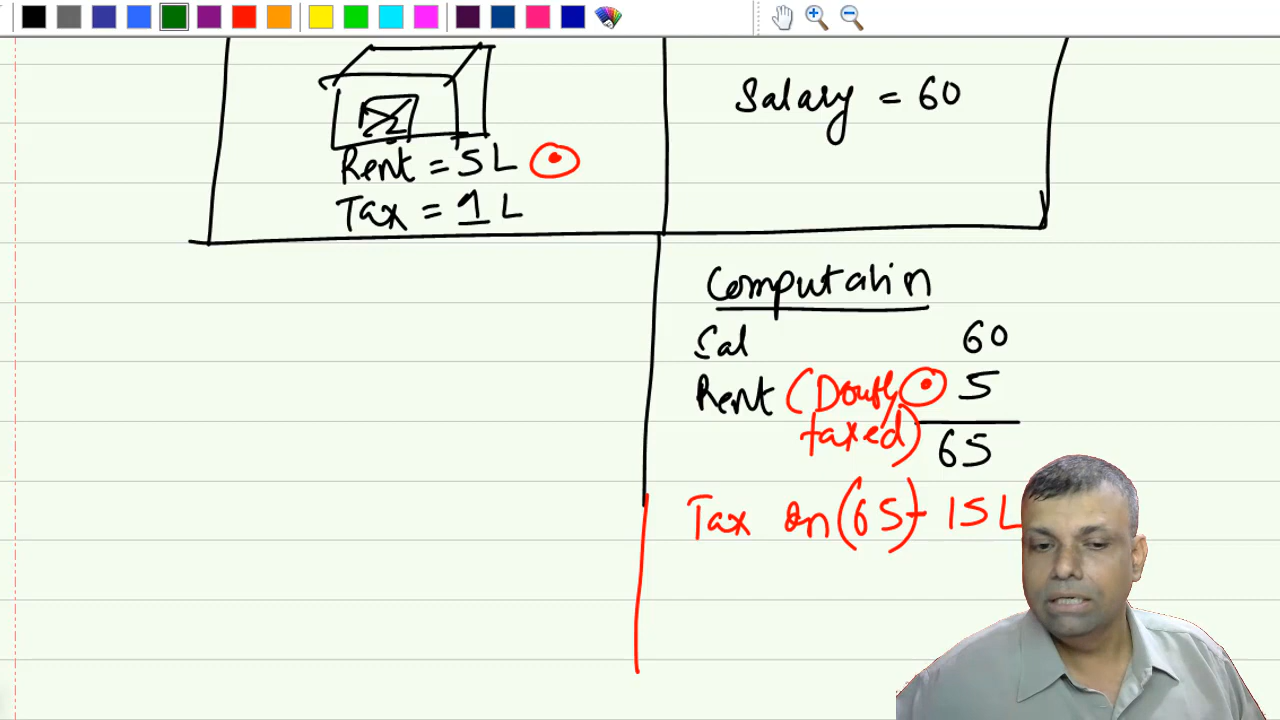 Rent = 5 L
Tax = 1 L
Salary = 60
Computation
Sal 60
Rent (Doubly 5
taxed)
65
Tax on (65) - 15 L